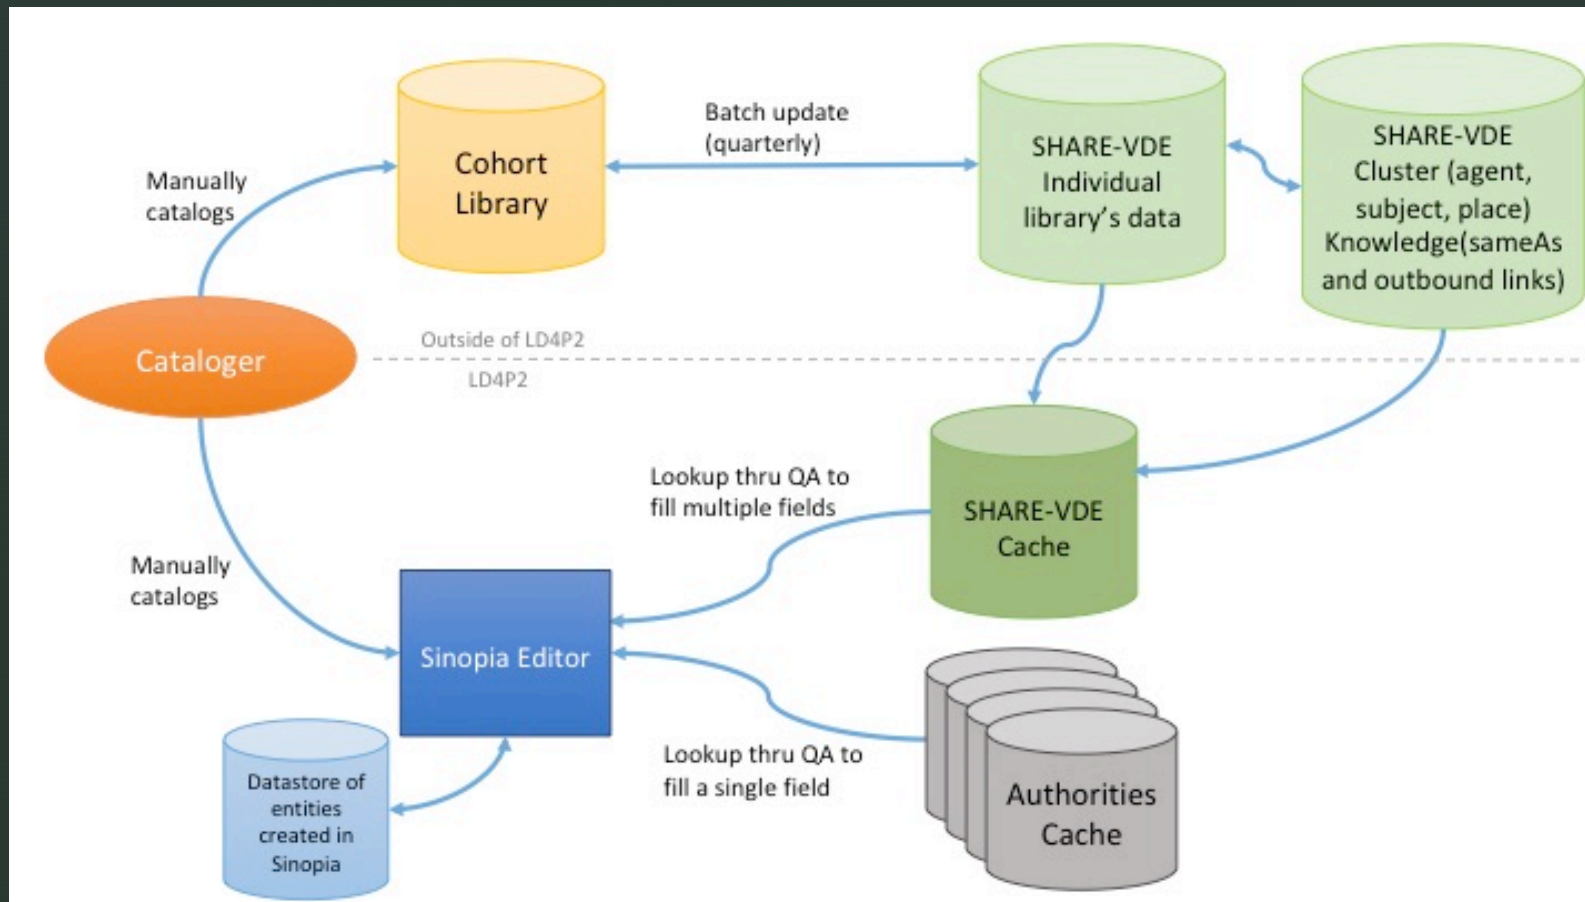 Manually
catalogs
Cohort
Library
Batch update
(quarterly)
SHARE-VDE
Individual
library's data
SHARE-VDE
Cluster (agent,
subject, place)
Knowledge(sameAs
and outbound links)
Cataloger
Outside of LD4P2
LD4P2
Manually
catalogs
Lookup thru QA to
fill multiple fields
SHARE-VDE
Cache
Sinopia Editor
Datastore of
entities
created in
Sinopia
Lookup thru QA to
fill a single field
Authorities
Cache